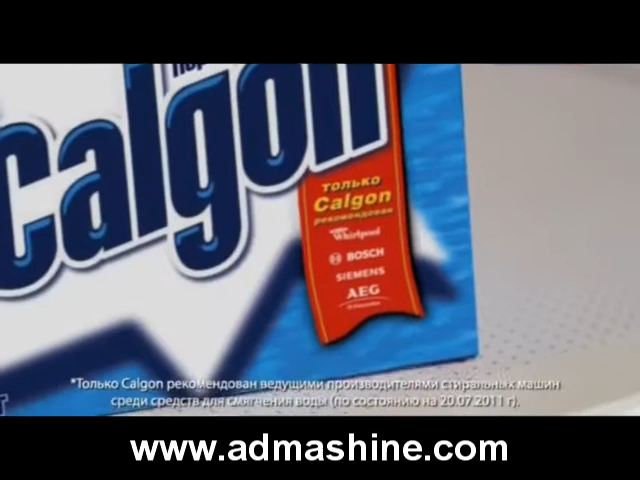 Calgon
ТОЛЬКО
Calgon
рекомендован
Whirlpool
BOSCH
SIEMENS
AEG
*Только Calgon рекомендован ведущими производителями стиральных машин
среди средств для смягчения воды (по состоянию на 20.07.2011 г).
www.admashine.com